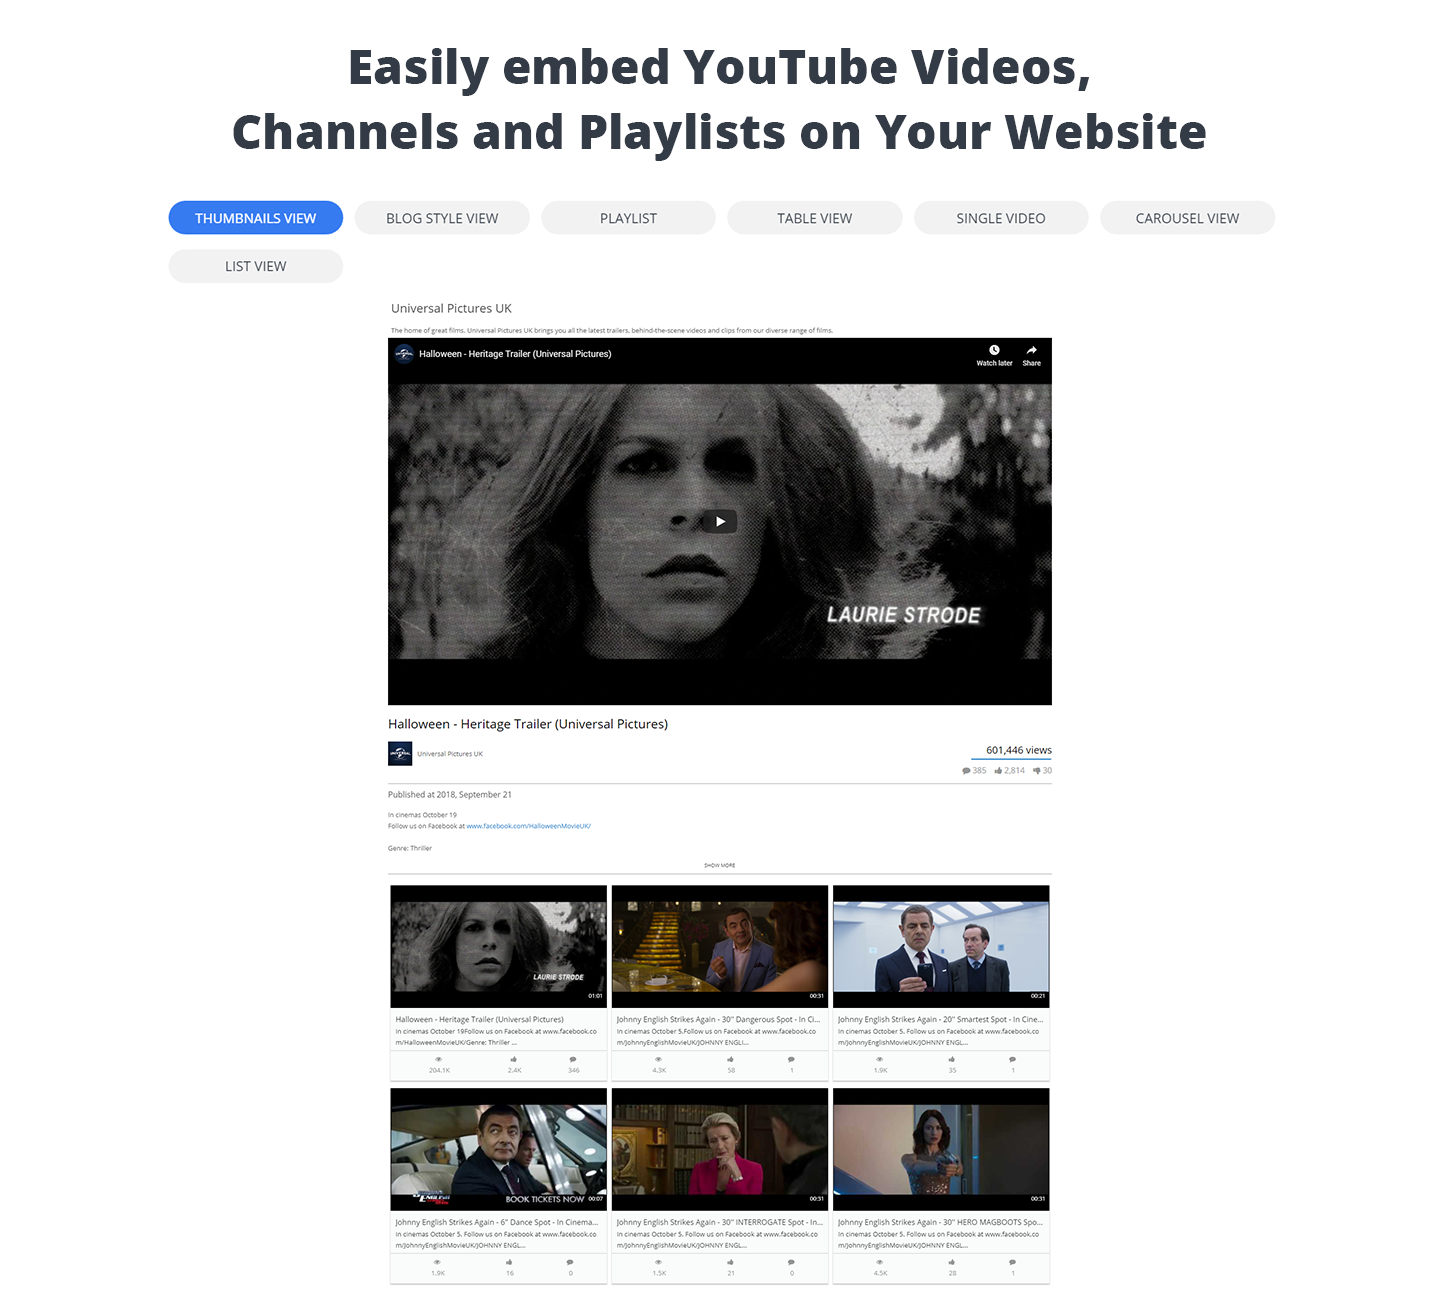 Easily embed YouTube Videos,
Channels and Playlists on Your Website
THUMBNAILS VIEW
BLOG STYLE VIEW
PLAYLIST
TABLE VIEW
SINGLE VIDEO
CAROUSEL VIEW
LIST VIEW
Universal Pictures UK
The home of great films. Universal Pictures UK brings you all the latest trailers, behind-the-scene videos and clips from our diverse range of films.
Halloween - Heritage Trailer (Universal Pictures)
Watch later
Share
LAURIE STRODE
Halloween - Heritage Trailer (Universal Pictures)
UNIVERSAL
Universal Pictures UK
601,446 views
385 2,814 30
Published at 2018, September 21
In cinemas October 19
Follow us on Facebook at www.facebook.com/HalloweenMovieUK/
Genre: Thriller
SHOW MORE
LAURIE STRODE
01:01
Halloween - Heritage Trailer (Universal Pictures)
In cinemas October 19Follow us on Facebook at www.facebook.co
m/HalloweenMovieUK/Genre: Thriller ...
204.1K 2.4K 346
00:31
Johnny English Strikes Again - 30" Dangerous Spot - In Ci...
In cinemas October 5.Follow us on Facebook at www.facebook.co
m/JohnnyEnglishMovieUK/JOHNNY ENGLI...
4.3K 58 1
00:21
Johnny English Strikes Again - 20" Smartest Spot - In Cine...
In cinemas October 5. Follow us on Facebook at www.facebook.co
m/JohnnyEnglishMovieUK/JOHNNY ENGL...
1.9K 35 1
ENGLISH
BOOK TICKETS NOW
00:07
Johnny English Strikes Again - 6" Dance Spot - In Cinema...
In cinemas October 5. Follow us on Facebook at www.facebook.co
m/JohnnyEnglishMovieUK/JOHNNY ENGL...
1.9K 16 0
00:31
Johnny English Strikes Again - 30" INTERROGATE Spot - In...
In cinemas October 5. Follow us on Facebook at www.facebook.co
m/JohnnyEnglishMovieUK/JOHNNY ENGL...
1.5K 21 0
00:31
Johnny English Strikes Again - 30" HERO MAGBOOTS Spo...
In cinemas October 5. Follow us on Facebook at www.facebook.co
m/JohnnyEnglishMovieUK/JOHNNY ENGL...
4.5K 28 1